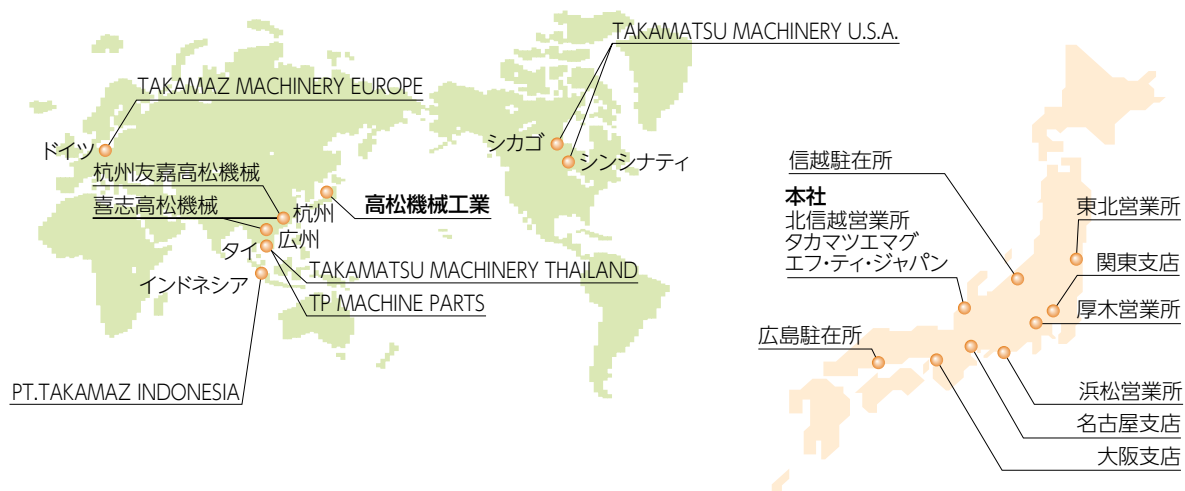 TAKAMATSU MACHINERY U.S.A.
TAKAMAZ MACHINERY EUROPE
シカゴ
シンシナティ
ドイツ
杭州友嘉高松機械
喜志高松機械
杭州
高松機械工業
広州
タイ
TAKAMATSU MACHINERY THAILAND
インドネシア
TP MACHINE PARTS
PT.TAKAMAZ INDONESIA
信越駐在所
本社
北信越営業所
タカマツエマグ
エフ・ティ・ジャパン
東北営業所
関東支店
厚木営業所
広島駐在所
浜松営業所
名古屋支店
大阪支店